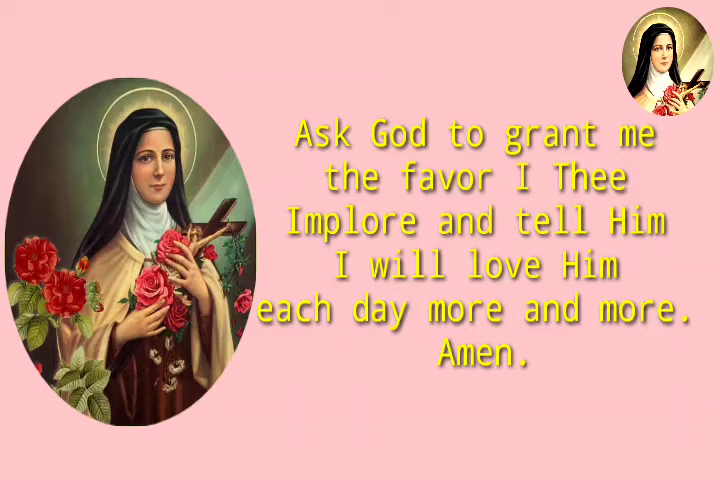 Ask God to grant me
the favor I Thee
Implore and tell Him
I will love Him
each day more and more.
Amen.